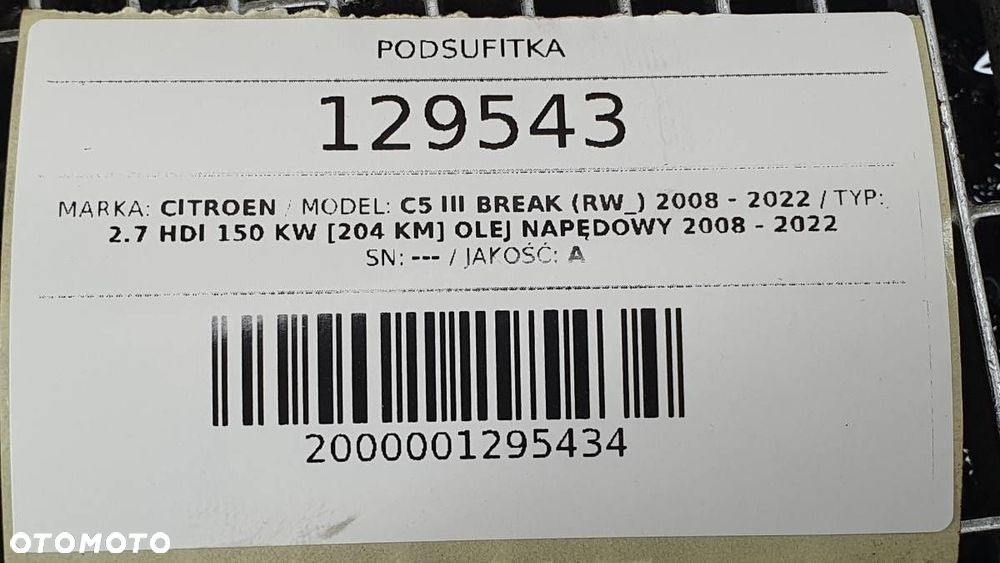 PODSUFITKA
129543
MARKA: CITROEN / MODEL: C5 III BREAK (RW_) 2008 - 2022 / TYP:
2.7 HDI 150 KW [204 KM] OLEJ NAPĘDOWY 2008 - 2022
SN: --- / JAKOŚĆ: A
2000001295434
OTOMOTO